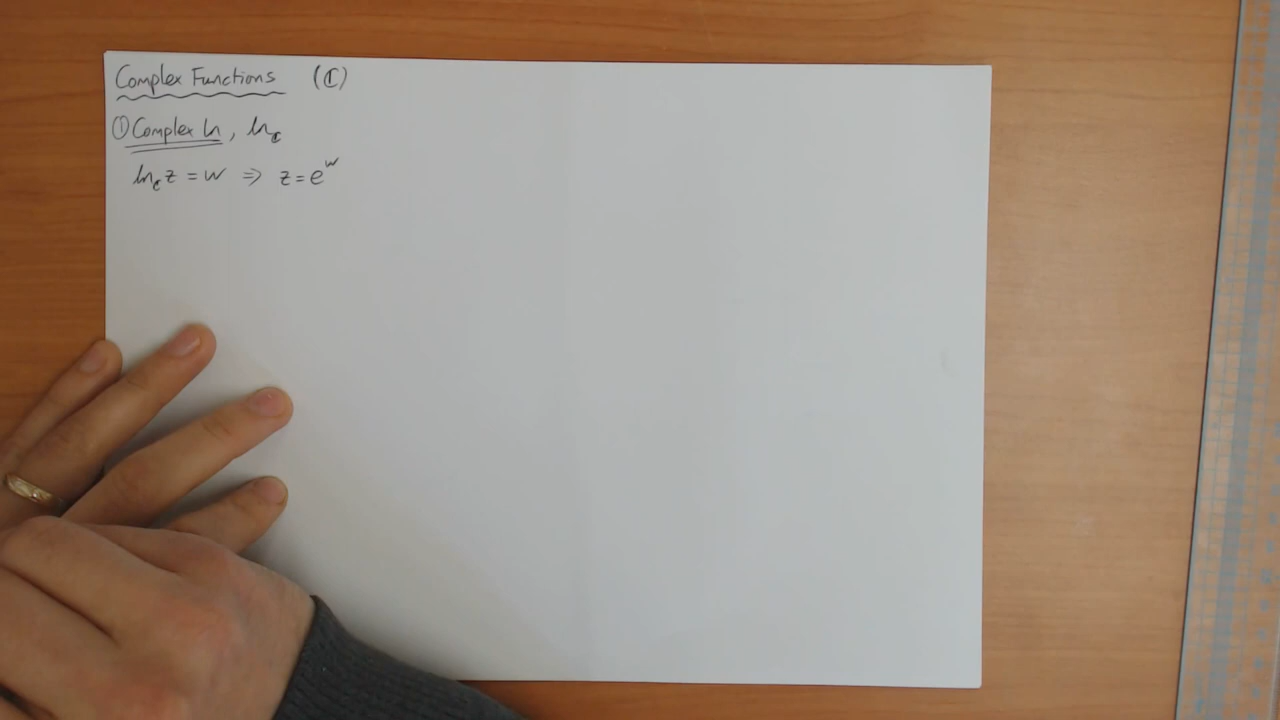 Complex Functions (ℂ)
① Complex ln, ln_ℂ
ln_ℂ z = w ⇒ z = e^w